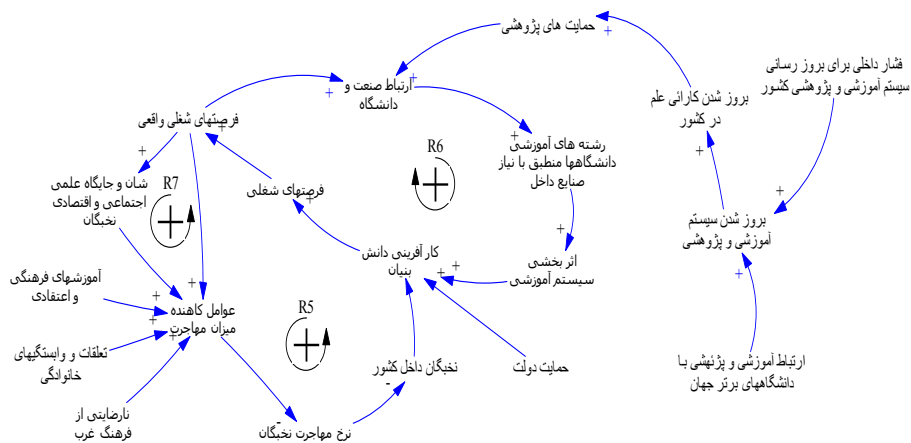 حمایت های پژوهشی
فشار داخلی برای بروز رسانی
سیستم آموزشی و پژوهشی کشور
ارتباط صنعت و
دانشگاه
بروز شدن کارائی علم
در کشور
فرصتهای شغلی واقعی
رشته های آموزشی
دانشگاهها منطبق با نیاز
صنایع داخل
R6
R7
شان و جایگاه علمی
اجتماعی و اقتصادی
نخبگان
فرصتهای شغلی
بروز شدن سیستم
آموزشی و پژوهشی
کار آفرینی دانش
بنیان
اثر بخشی
سیستم آموزشی
آموزشهای فرهنگی
و اعتقادی
عوامل کاهنده
میزان مهاجرت
R5
تعلقات و وابستگیهای
خانوادگی
نخبگان داخل کشور
حمایت دولت
ارتباط آموزشی و پژئهشی با
دانشگاههای برتر جهان
نارضایتی از
فرهنگ غرب
نرخ مهاجرت نخبگان